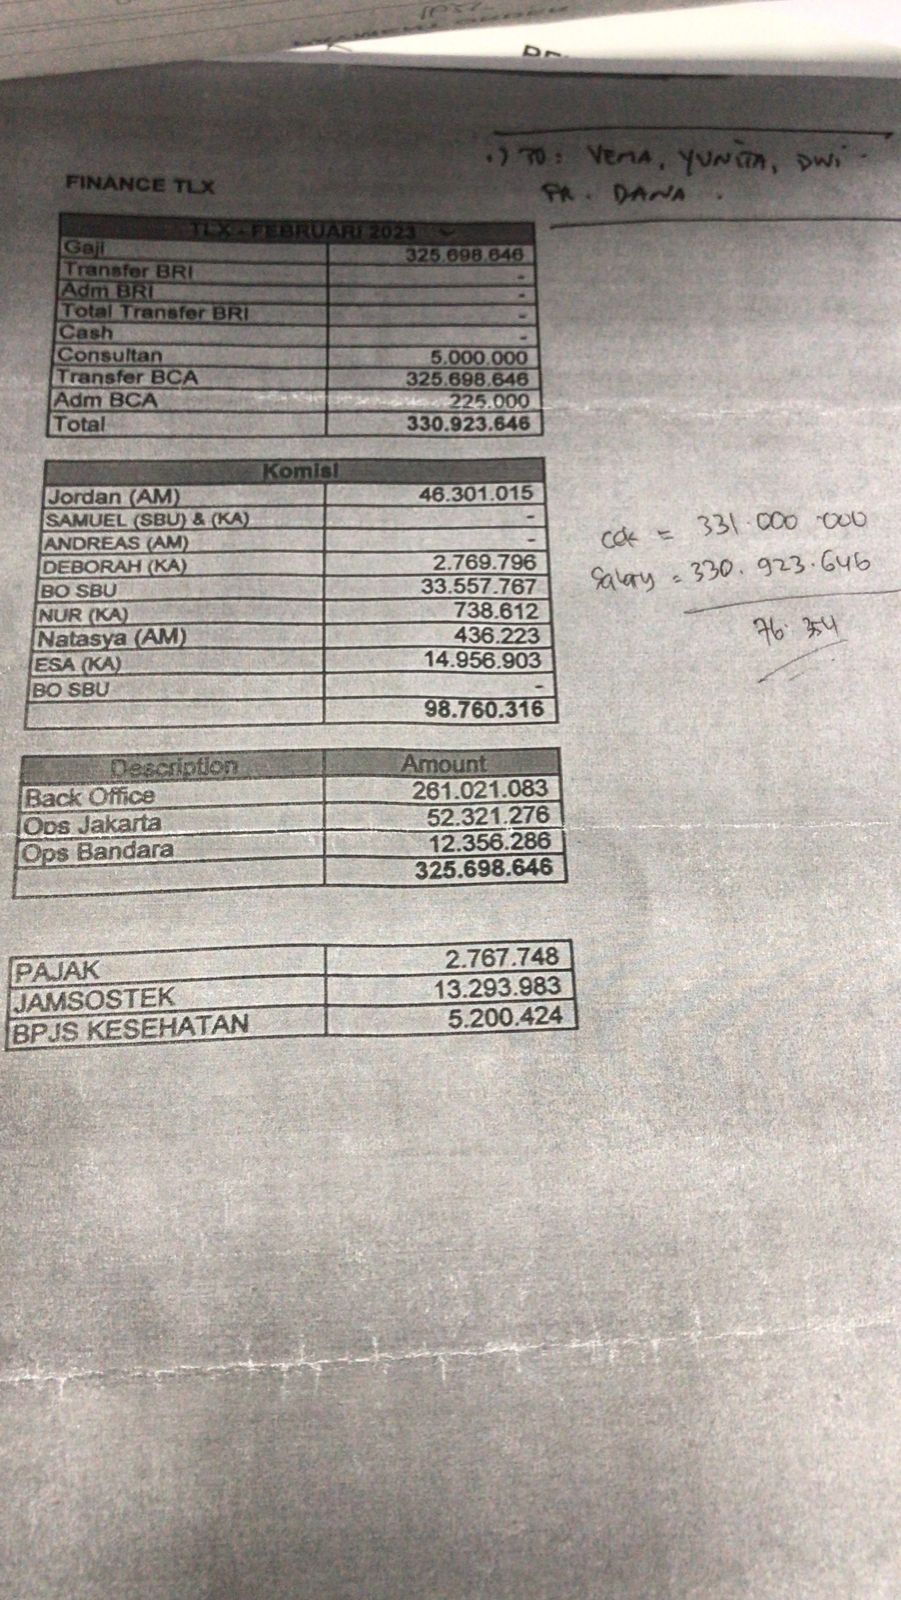 .) TO: VEMA, YUNITA, DWI -
PR. DANA .
FINANCE TLX
TLX - FEBRUARI 2023
Gaji 325.698.646
Transfer BRI -
Adm BRI -
Total Transfer BRI -
Cash -
Consultan 5.000.000
Transfer BCA 325.698.646
Adm BCA 225.000
Total 330.923.646
Komisi
Jordan (AM) 46.301.015
SAMUEL (SBU) & (KA) -
ANDREAS (AM) -
DEBORAH (KA) 2.769.796
BO SBU 33.557.767
NUR (KA) 738.612
Natasya (AM) 436.223
ESA (KA) 14.956.903
BO SBU -
98.760.316
cek = 331.000.000
Salary = 330.923.646
76.354
Description Amount
Back Office 261.021.083
Ops Jakarta 52.321.276
Ops Bandara 12.356.286
325.698.646
PAJAK 2.767.748
JAMSOSTEK 13.293.983
BPJS KESEHATAN 5.200.424